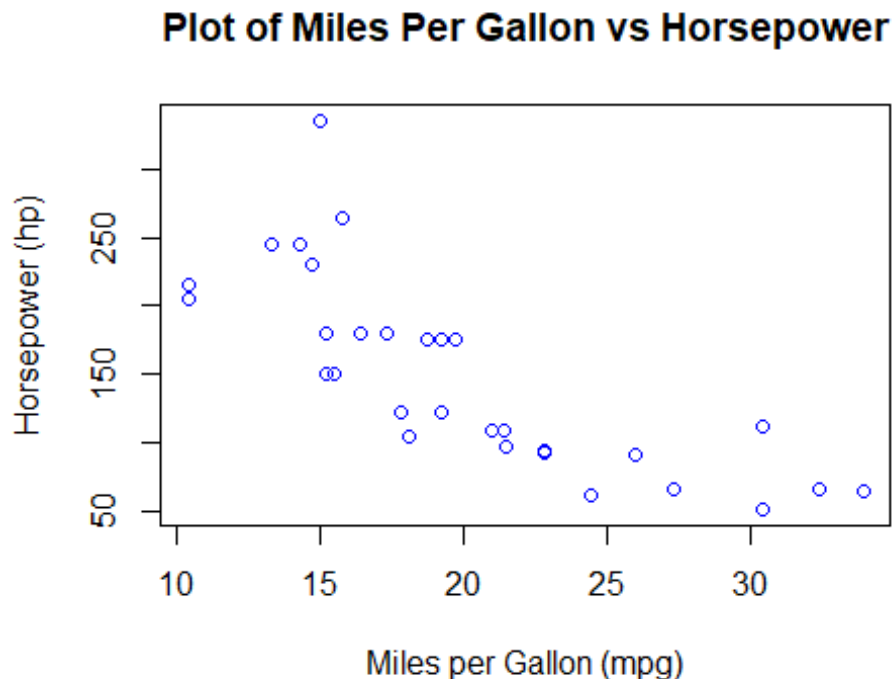 Plot of Miles Per Gallon vs Horsepower
Horsepower (hp)
250
150
50
10 15 20 25 30
Miles per Gallon (mpg)